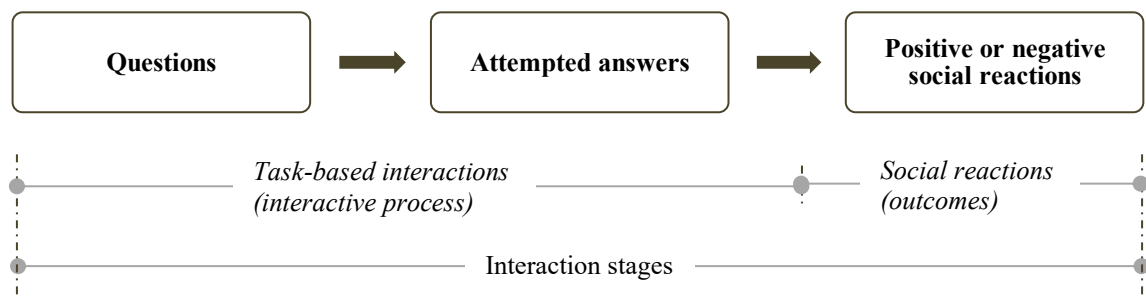 Questions
Attempted answers
Positive or negative
social reactions
Task-based interactions
(interactive process)
Social reactions
(outcomes)
Interaction stages